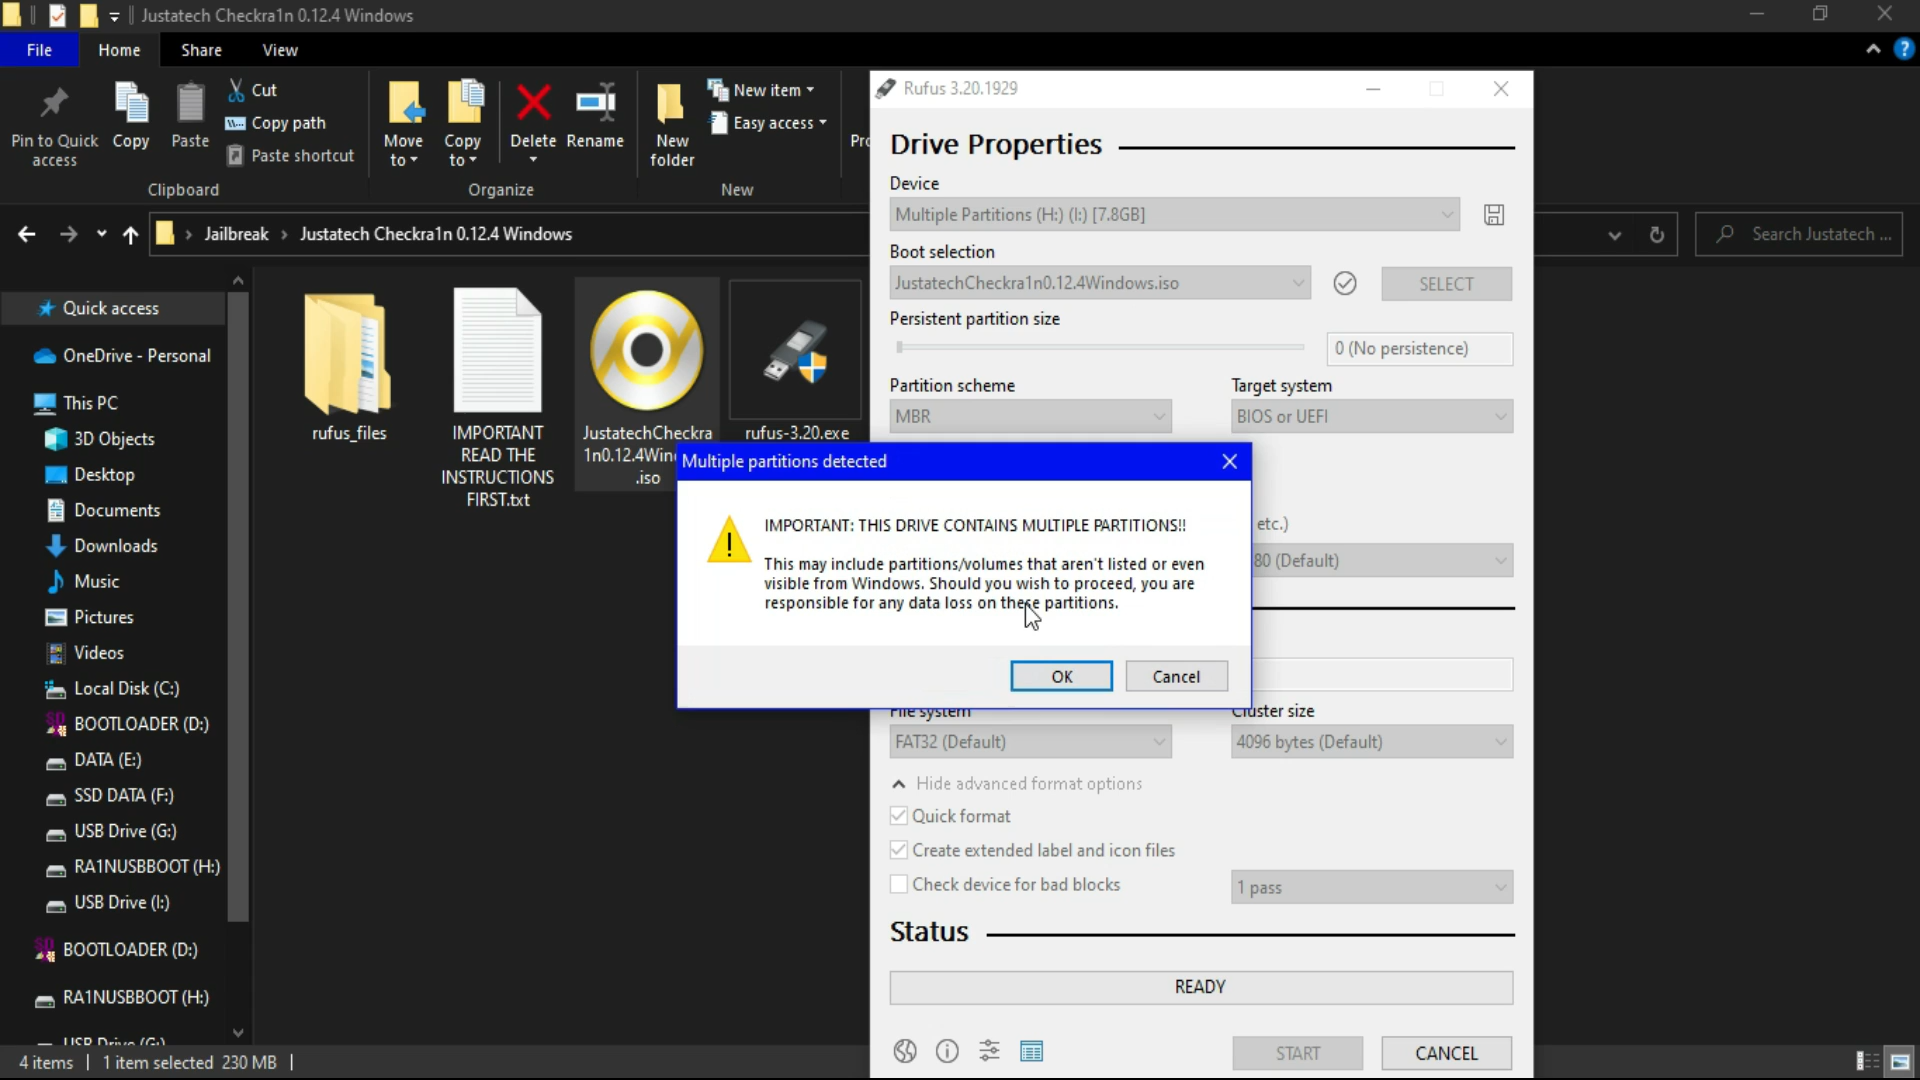 Justatech Checkra1n 0.12.4 Windows
File
Home
Share
View
Pin to Quick
access
Copy
Paste
Cut
Copy path
Paste shortcut
Clipboard
Move
to
Copy
to
Delete
Rename
Organize
New
folder
New item
Easy access
New
Jailbreak
Justatech Checkra1n 0.12.4 Windows
Search Justatech ...
Quick access
OneDrive - Personal
This PC
3D Objects
Desktop
Documents
Downloads
Music
Pictures
Videos
Local Disk (C:)
BOOTLOADER (D:)
DATA (E:)
SSD DATA (F:)
USB Drive (G:)
RA1NUSBBOOT (H:)
USB Drive (I:)
BOOTLOADER (D:)
RA1NUSBBOOT (H:)
USB Drive (G:)
rufus_files
IMPORTANT
READ THE
INSTRUCTIONS
FIRST.txt
JustatechCheckra
1n0.12.4Win
.iso
rufus-3.20.exe
Rufus 3.20.1929
Drive Properties
Device
Multiple Partitions (H:) (I:) [7.8GB]
Boot selection
JustatechCheckra1n0.12.4Windows.iso
SELECT
Persistent partition size
0 (No persistence)
Partition scheme
Target system
MBR
BIOS or UEFI
etc.)
80 (Default)
Multiple partitions detected
IMPORTANT: THIS DRIVE CONTAINS MULTIPLE PARTITIONS!!
This may include partitions/volumes that aren't listed or even
visible from Windows. Should you wish to proceed, you are
responsible for any data loss on these partitions.
OK
Cancel
File system
Cluster size
FAT32 (Default)
4096 bytes (Default)
Hide advanced format options
Quick format
Create extended label and icon files
Check device for bad blocks
1 pass
Status
READY
START
CANCEL
4 items
1 item selected 230 MB